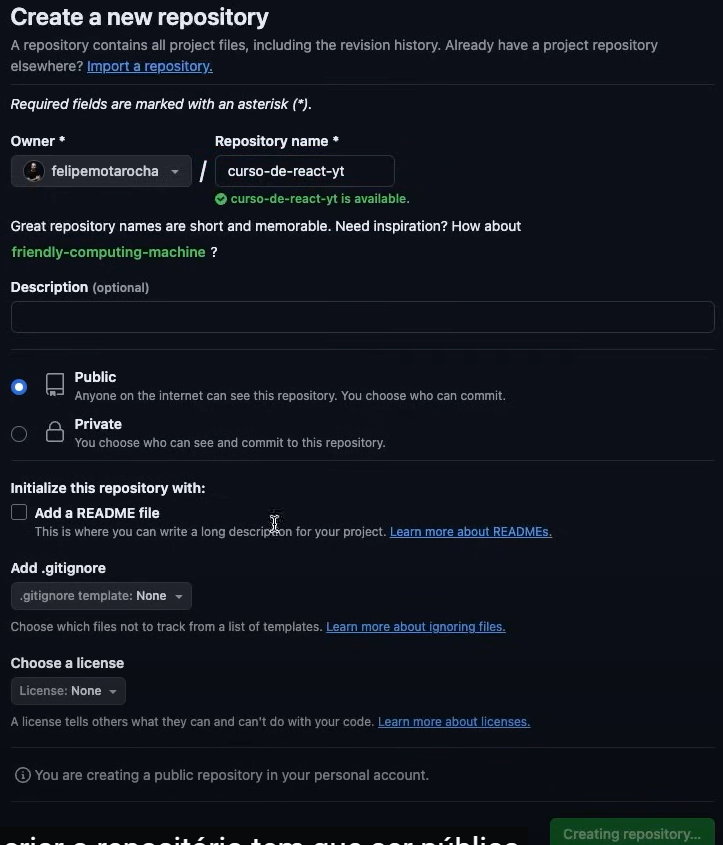 Create a new repository
A repository contains all project files, including the revision history. Already have a project repository
elsewhere? Import a repository.
Required fields are marked with an asterisk (*).
Owner *
Repository name *
felipemotarocha
/
curso-de-react-yt
curso-de-react-yt is available.
Great repository names are short and memorable. Need inspiration? How about
friendly-computing-machine ?
Description (optional)
Public
Anyone on the internet can see this repository. You choose who can commit.
Private
You choose who can see and commit to this repository.
Initialize this repository with:
Add a README file
This is where you can write a long description for your project. Learn more about READMEs.
Add .gitignore
.gitignore template: None
Choose which files not to track from a list of templates. Learn more about ignoring files.
Choose a license
License: None
A license tells others what they can and can't do with your code. Learn more about licenses.
You are creating a public repository in your personal account.
Creating repository...
criar o repositório tem que ser público